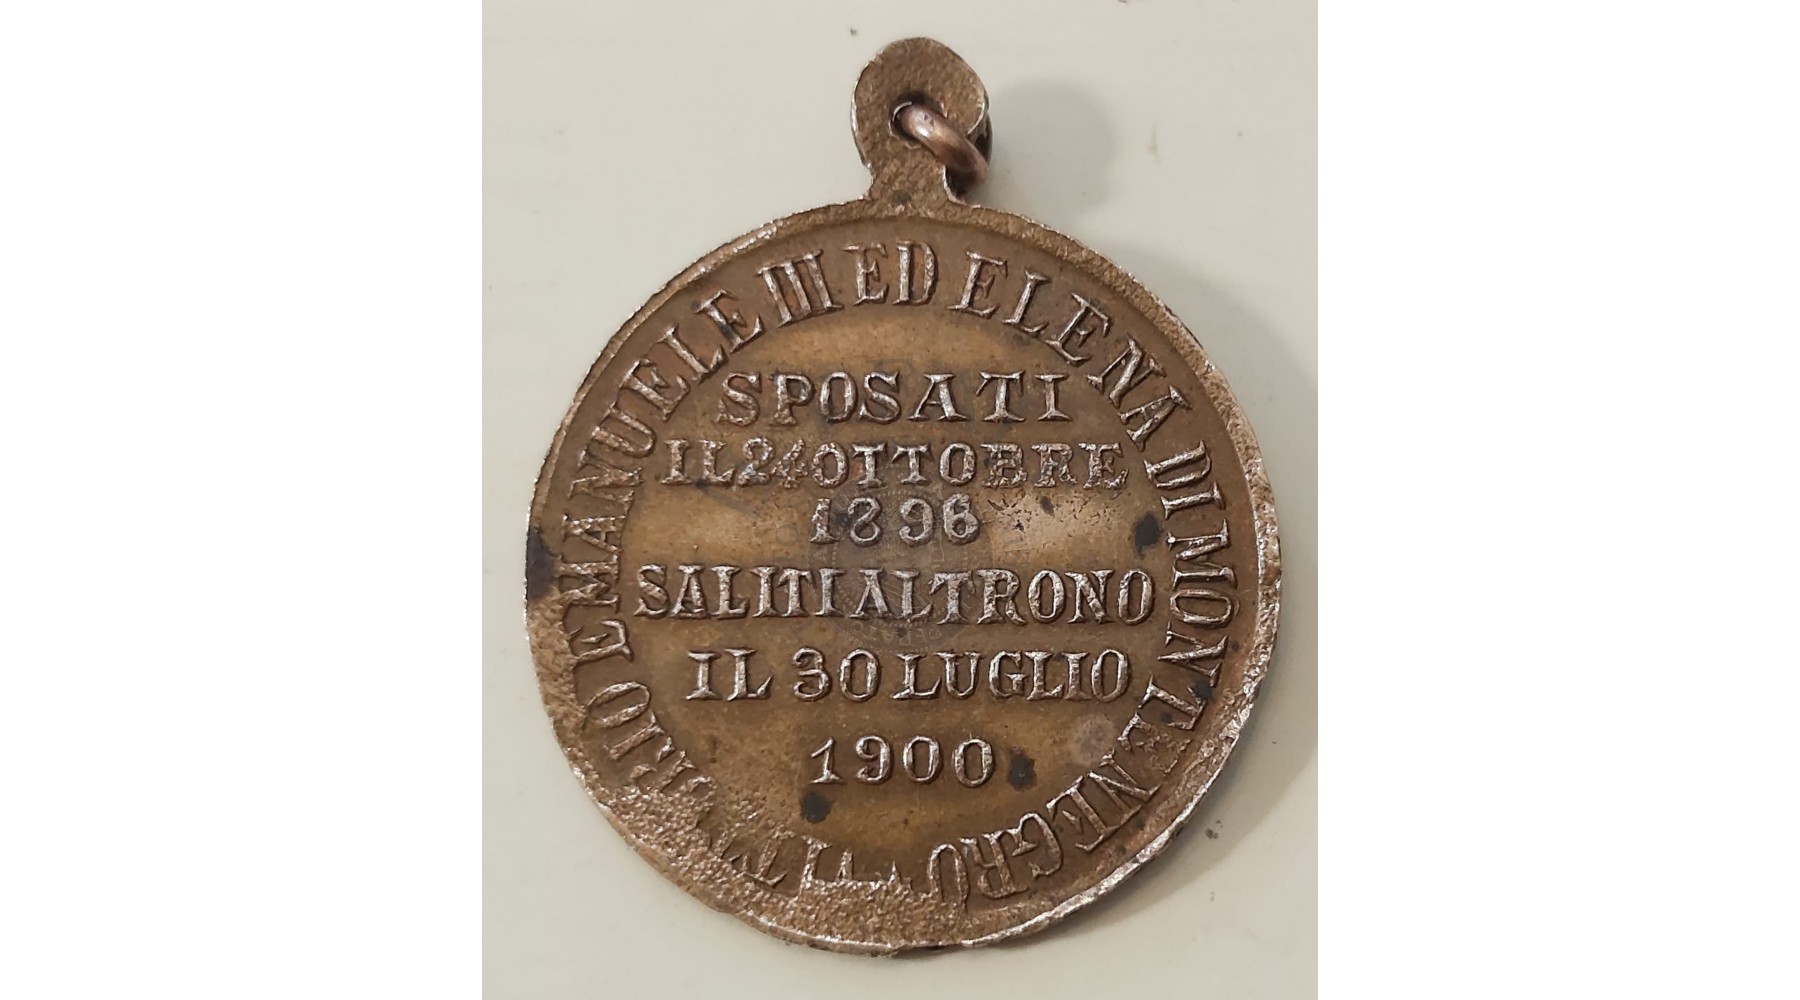 EMANUELE III ED ELENA DI MONTENEGRO
SPOSATI
IL 24 OTTOBRE
1896
SALITI AL TRONO
IL 30 LUGLIO
1900